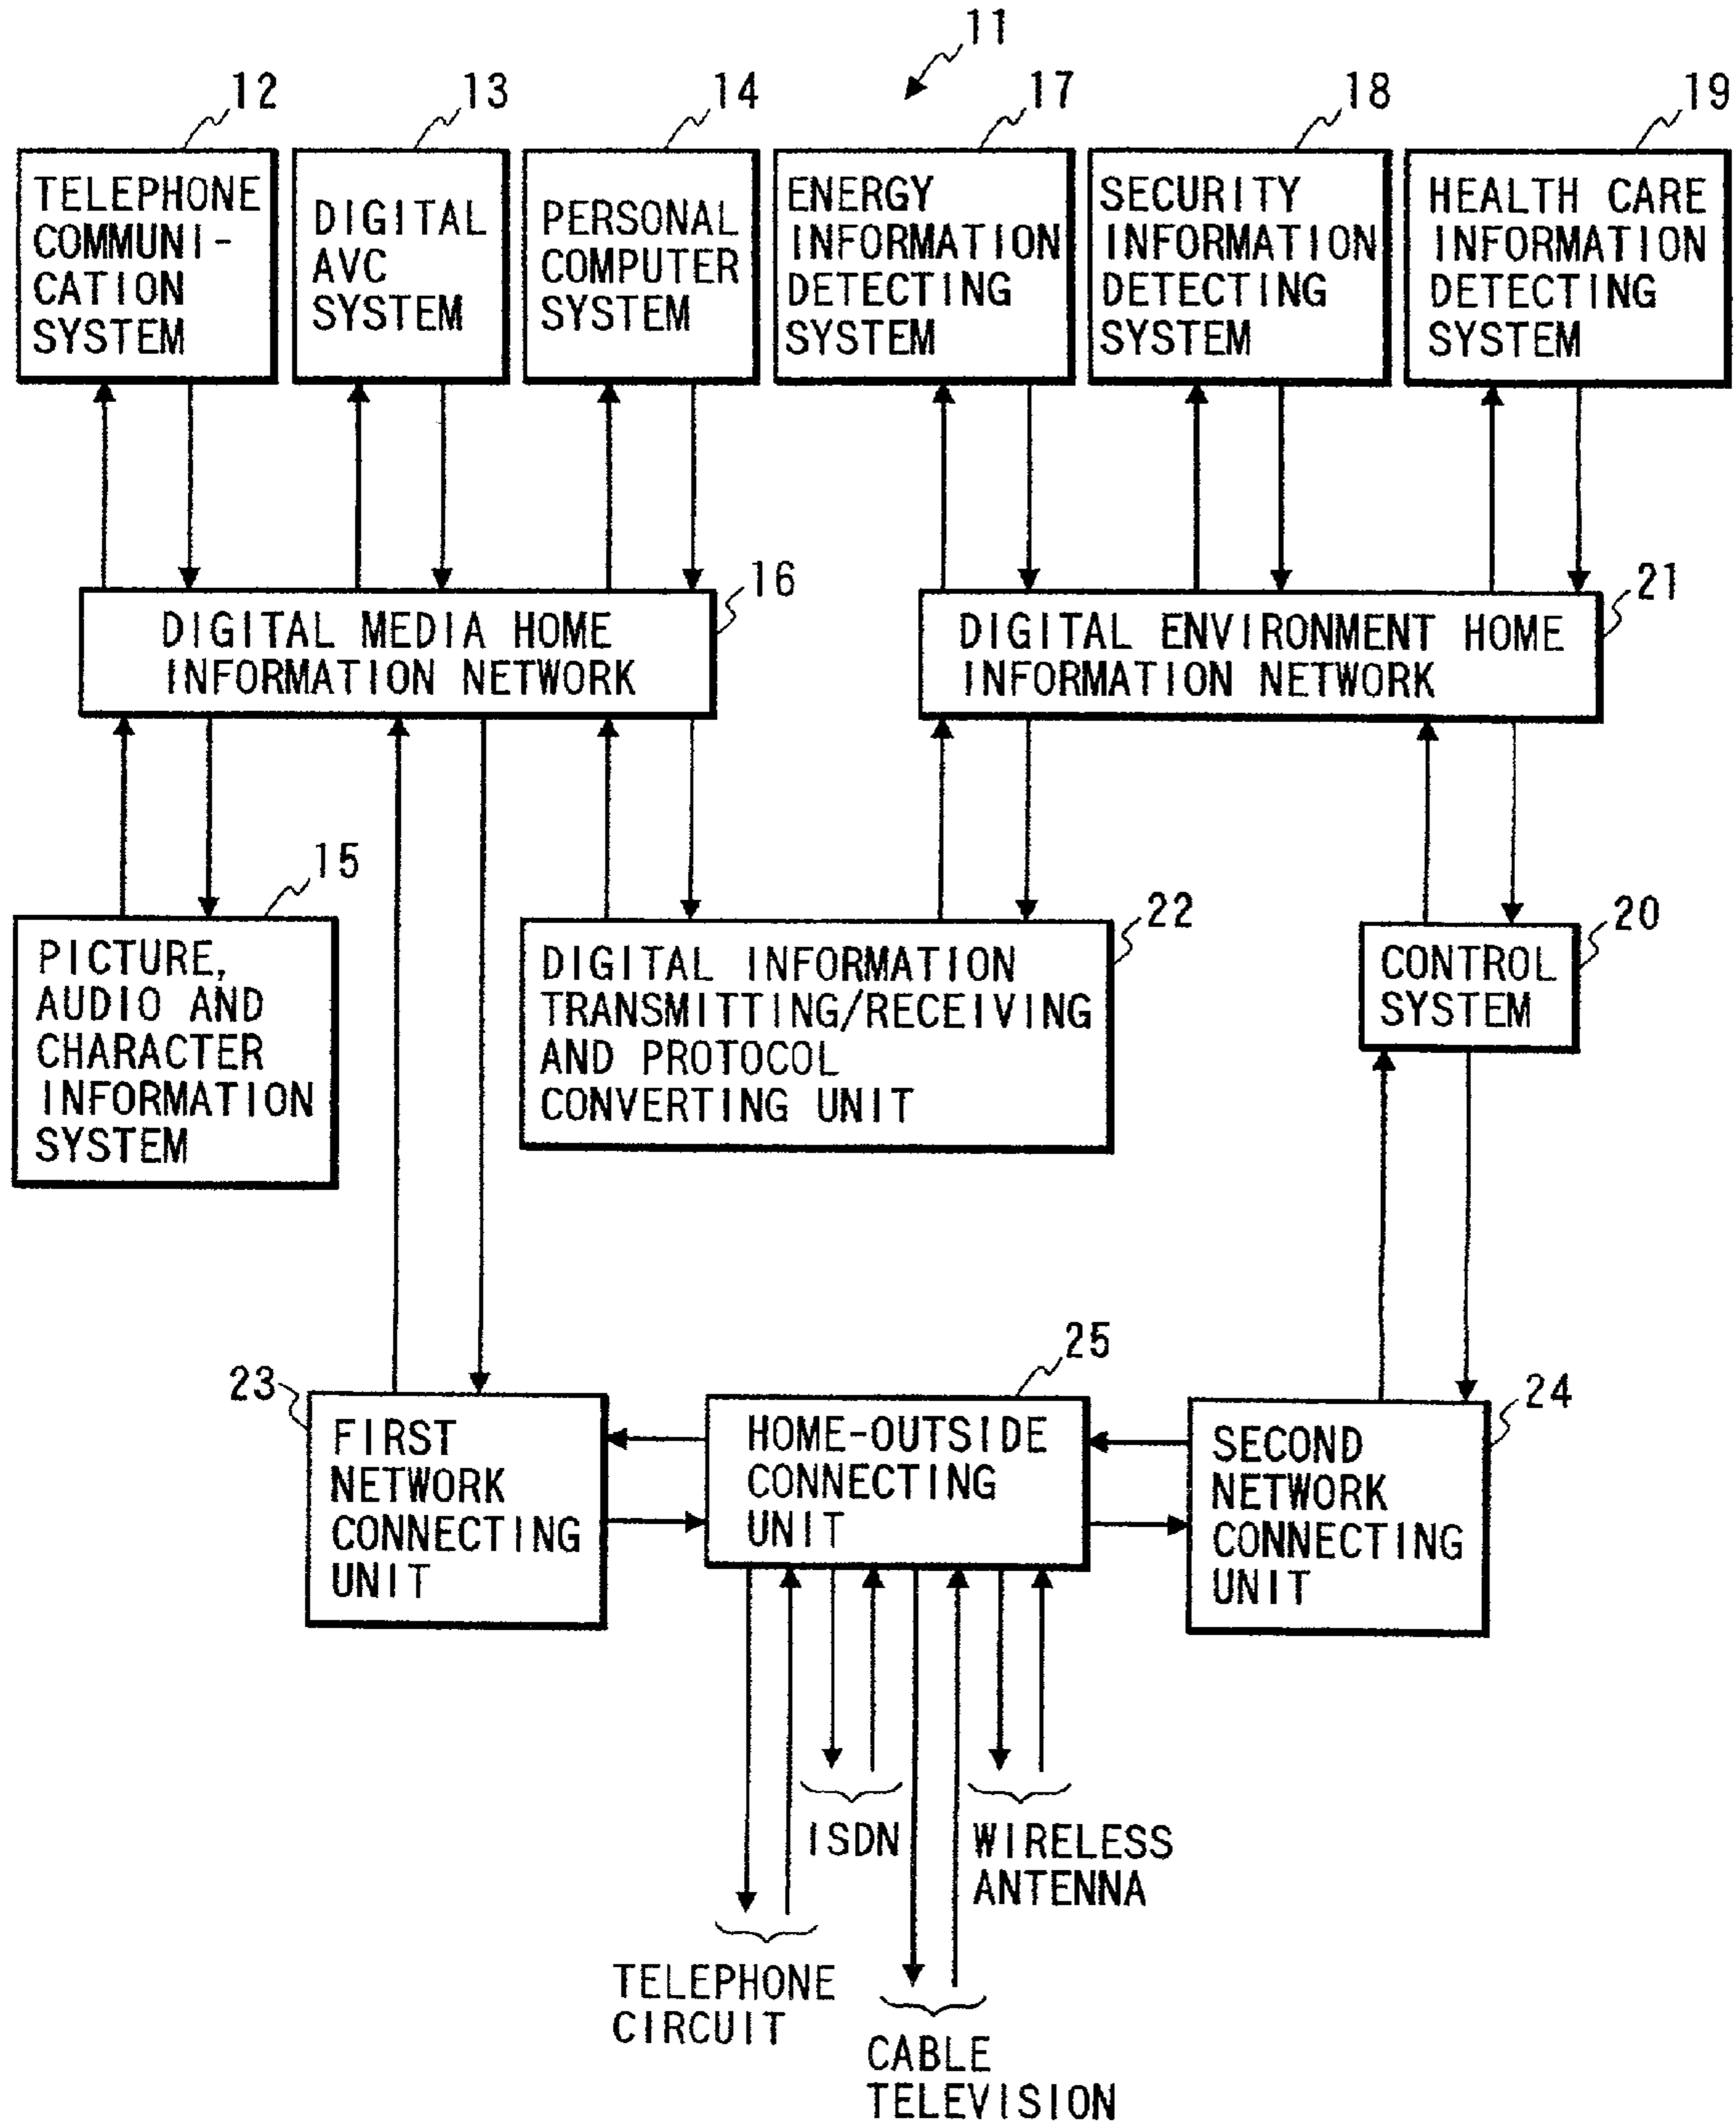 11
12
13
14
17
18
19
TELEPHONE
COMMUNI-
CATION
SYSTEM
DIGITAL
AVC
SYSTEM
PERSONAL
COMPUTER
SYSTEM
ENERGY
INFORMATION
DETECTING
SYSTEM
SECURITY
INFORMATION
DETECTING
SYSTEM
HEALTH CARE
INFORMATION
DETECTING
SYSTEM
16
DIGITAL MEDIA HOME
INFORMATION NETWORK
21
DIGITAL ENVIRONMENT HOME
INFORMATION NETWORK
15
PICTURE,
AUDIO AND
CHARACTER
INFORMATION
SYSTEM
22
DIGITAL INFORMATION
TRANSMITTING/RECEIVING
AND PROTOCOL
CONVERTING UNIT
20
CONTROL
SYSTEM
23
FIRST
NETWORK
CONNECTING
UNIT
25
HOME-OUTSIDE
CONNECTING
UNIT
24
SECOND
NETWORK
CONNECTING
UNIT
ISDN
WIRELESS
ANTENNA
TELEPHONE
CIRCUIT
CABLE
TELEVISION